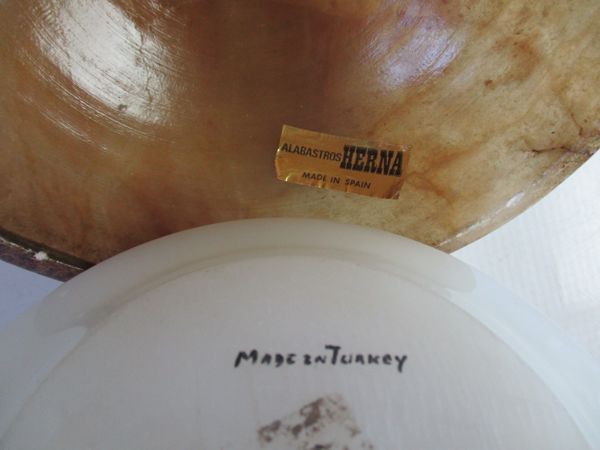 ALABASTROS HERNA
MADE IN SPAIN
MADE IN TURKEY